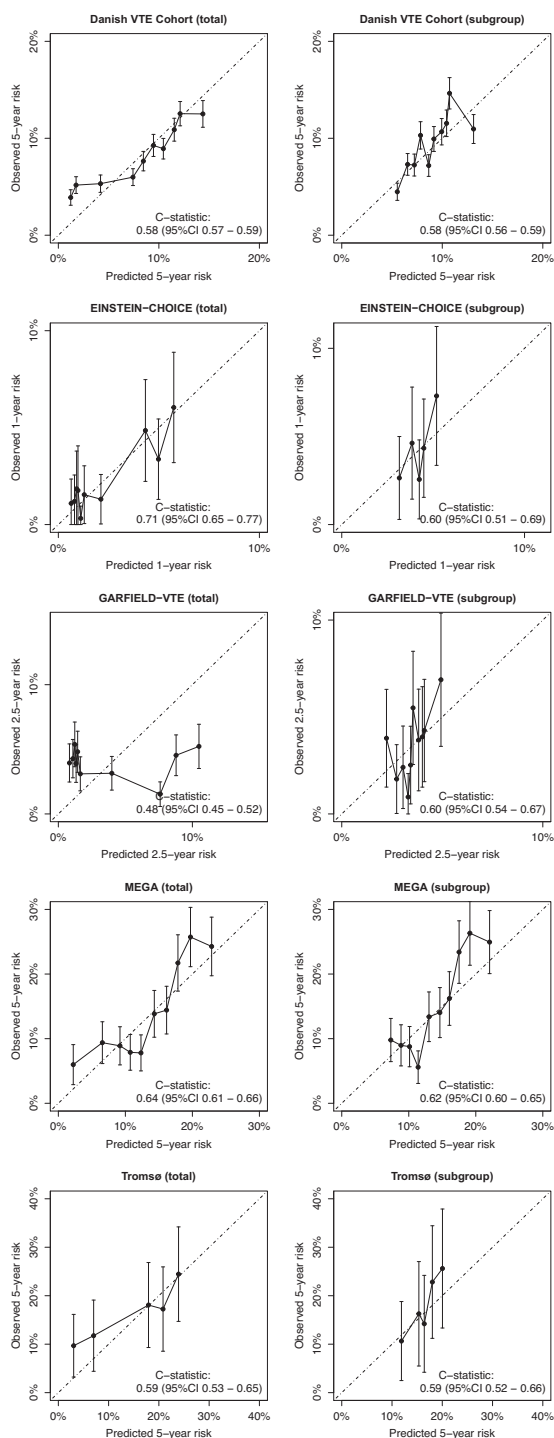 Danish VTE Cohort (total)
Observed 5−year risk
0% 10% 20%
C−statistic:
0.58 (95%CI 0.57 − 0.59)
0% 10% 20%
Predicted 5−year risk
Danish VTE Cohort (subgroup)
Observed 5−year risk
0% 10% 20%
C−statistic:
0.58 (95%CI 0.56 − 0.59)
0% 10% 20%
Predicted 5−year risk
EINSTEIN−CHOICE (total)
Observed 1−year risk
0% 10%
C−statistic:
0.71 (95%CI 0.65 − 0.77)
0% 10%
Predicted 1−year risk
EINSTEIN−CHOICE (subgroup)
Observed 1−year risk
0% 10%
C−statistic:
0.60 (95%CI 0.51 − 0.69)
0% 10%
Predicted 1−year risk
GARFIELD−VTE (total)
Observed 2.5−year risk
0% 10%
C−statistic:
0.48 (95%CI 0.45 − 0.52)
0% 10%
Predicted 2.5−year risk
GARFIELD−VTE (subgroup)
Observed 2.5−year risk
0% 10%
C−statistic:
0.60 (95%CI 0.54 − 0.67)
0% 10%
Predicted 2.5−year risk
MEGA (total)
Observed 5−year risk
0% 10% 20% 30%
C−statistic:
0.64 (95%CI 0.61 − 0.66)
0% 10% 20% 30%
Predicted 5−year risk
MEGA (subgroup)
Observed 5−year risk
0% 10% 20% 30%
C−statistic:
0.62 (95%CI 0.60 − 0.65)
0% 10% 20% 30%
Predicted 5−year risk
Tromsø (total)
Observed 5−year risk
0% 10% 20% 30% 40%
C−statistic:
0.59 (95%CI 0.53 − 0.65)
0% 10% 20% 30% 40%
Predicted 5−year risk
Tromsø (subgroup)
Observed 5−year risk
0% 10% 20% 30% 40%
C−statistic:
0.59 (95%CI 0.52 − 0.66)
0% 10% 20% 30% 40%
Predicted 5−year risk